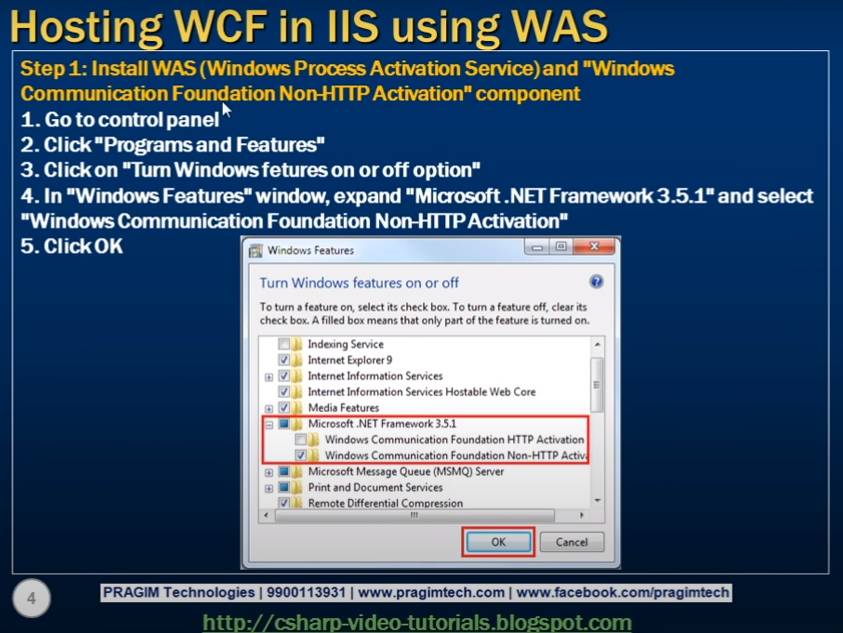 Hosting WCF in IIS using WAS
Step 1: Install WAS (Windows Process Activation Service) and "Windows
Communication Foundation Non-HTTP Activation" component
1. Go to control panel
2. Click "Programs and Features"
3. Click on "Turn Windows fetures on or off option"
4. In "Windows Features" window, expand "Microsoft .NET Framework 3.5.1" and select
"Windows Communication Foundation Non-HTTP Activation"
5. Click OK
Windows Features
Turn Windows features on or off
To turn a feature on, select its check box. To turn a feature off, clear its
check box. A filled box means that only part of the feature is turned on.
Indexing Service
Internet Explorer 9
Internet Information Services
Internet Information Services Hostable Web Core
Media Features
Microsoft .NET Framework 3.5.1
Windows Communication Foundation HTTP Activation
Windows Communication Foundation Non-HTTP Activa
Microsoft Message Queue (MSMQ) Server
Print and Document Services
Remote Differential Compression
OK Cancel
4
PRAGIM Technologies | 9900113931 | www.pragimtech.com | www.facebook.com/pragimtech
http://csharp-video-tutorials.blogspot.com